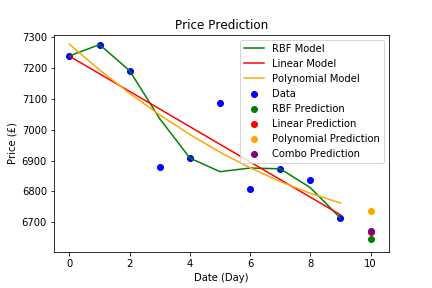 Price Prediction
7300
7200
7100
7000
6900
6800
6700
Price (£)
RBF Model
Linear Model
Polynomial Model
Data
RBF Prediction
Linear Prediction
Polynomial Prediction
Combo Prediction
0 2 4 6 8 10
Date (Day)